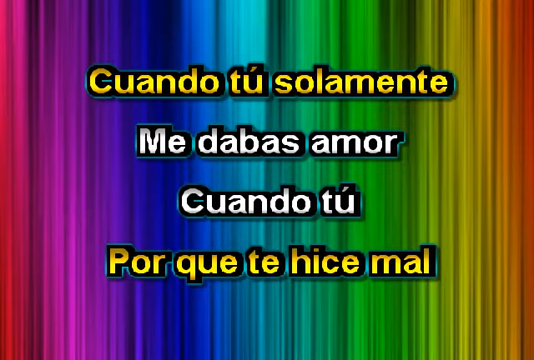 Cuando tú solamente
Me dabas amor
Cuando tú
Por que te hice mal